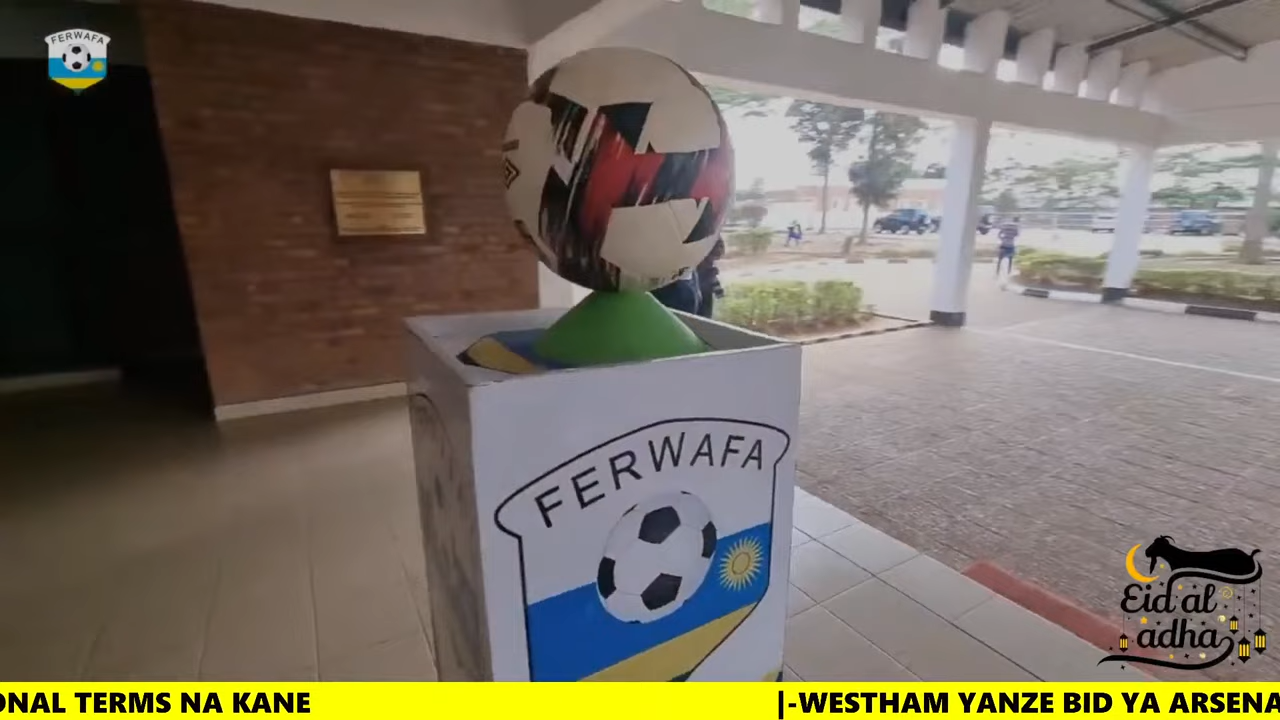 FERWAFA
FERWAFA
Eid al
adha
ONAL TERMS NA KANE
|-WESTHAM YANZE BID YA ARSENA